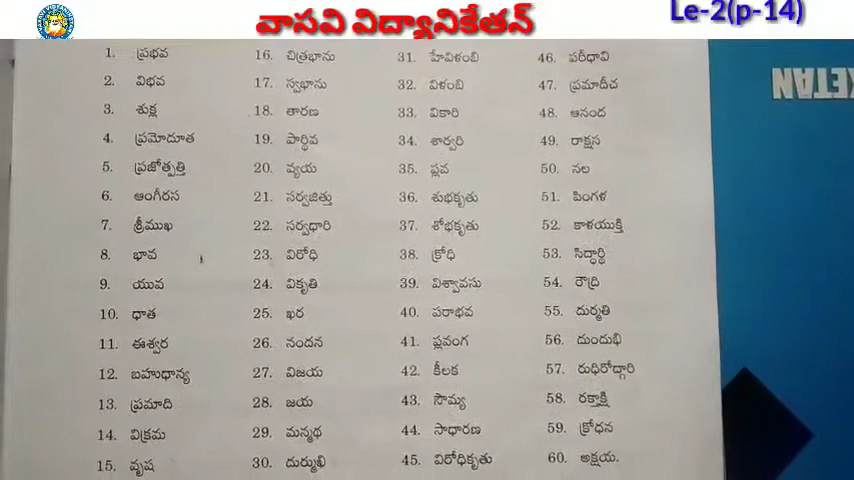 వాసవి విద్యానికేతన్
Le-2(p-14)
1. ప్రభవ
2. విభవ
3. శుక్ష
4. ప్రమోదూత
5. ప్రజోత్పత్తి
6. ఆంగీరస
7. శ్రీముఖ
8. భావ
9. యువ
10. ధాత
11. ఈశ్వర
12. బహుధాన్య
13. ప్రమాది
14. విక్రమ
15. వృష
16. చిత్రభాను
17. స్వభాను
18. తారణ
19. పార్థివ
20. వ్యయ
21. సర్వజిత్తు
22. సర్వధారి
23. విరోధి
24. వికృతి
25. ఖర
26. నందన
27. విజయ
28. జయ
29. మన్మథ
30. దుర్ముఖి
31. హేవిళంబి
32. విళంబి
33. వికారి
34. శార్వరి
35. ప్లవ
36. శుభకృతు
37. శోభకృతు
38. క్రోధి
39. విశ్వావసు
40. పరాభవ
41. ప్లవంగ
42. కీలక
43. సౌమ్య
44. సాధారణ
45. విరోధికృతు
46. పరీధావి
47. ప్రమాదీచ
48. ఆనంద
49. రాక్షస
50. నల
51. పింగళ
52. కాళయుక్తి
53. సిద్ధార్థి
54. రౌద్రి
55. దుర్మతి
56. దుందుభి
57. రుధిరోద్గారి
58. రక్తాక్షి
59. క్రోధన
60. అక్షయ.
KETAN